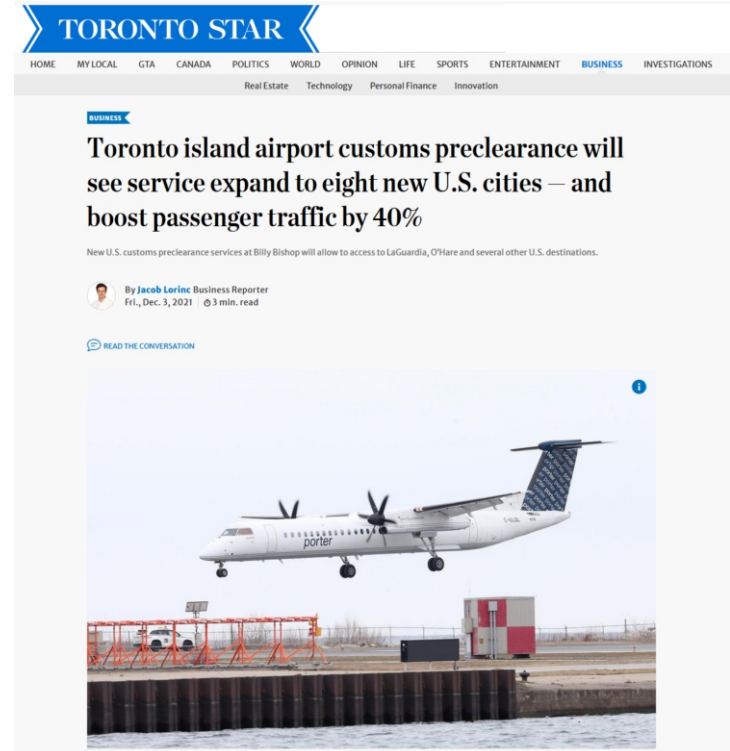 TORONTO STAR
HOME MY LOCAL GTA CANADA POLITICS WORLD OPINION LIFE SPORTS ENTERTAINMENT BUSINESS INVESTIGATIONS
Real Estate Technology Personal Finance Innovation
BUSINESS
Toronto island airport customs preclearance will
see service expand to eight new U.S. cities — and
boost passenger traffic by 40%
New U.S. customs preclearance services at Billy Bishop will allow to access to LaGuardia, O'Hare and several other U.S. destinations.
By Jacob Lorinc Business Reporter
Fri., Dec. 3, 2021 3 min. read
READ THE CONVERSATION
i
porter